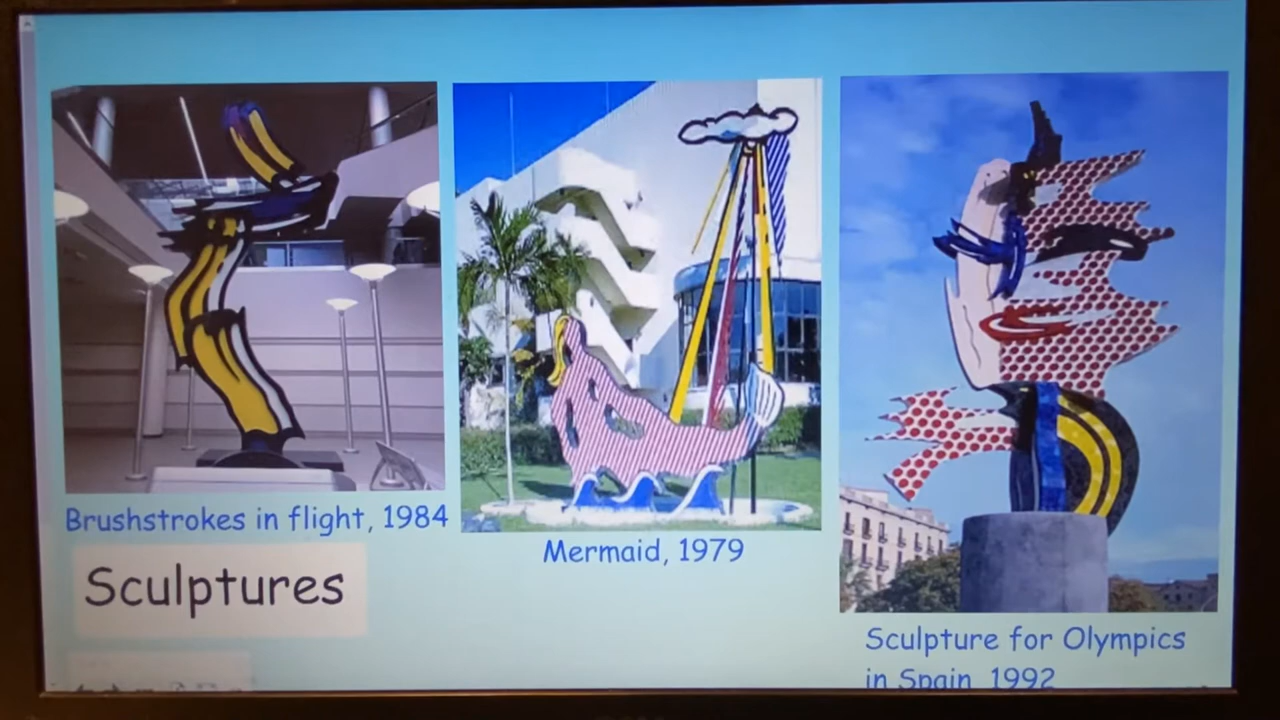 Brushstrokes in flight, 1984
Mermaid, 1979
Sculptures
Sculpture for Olympics
in Spain 1992